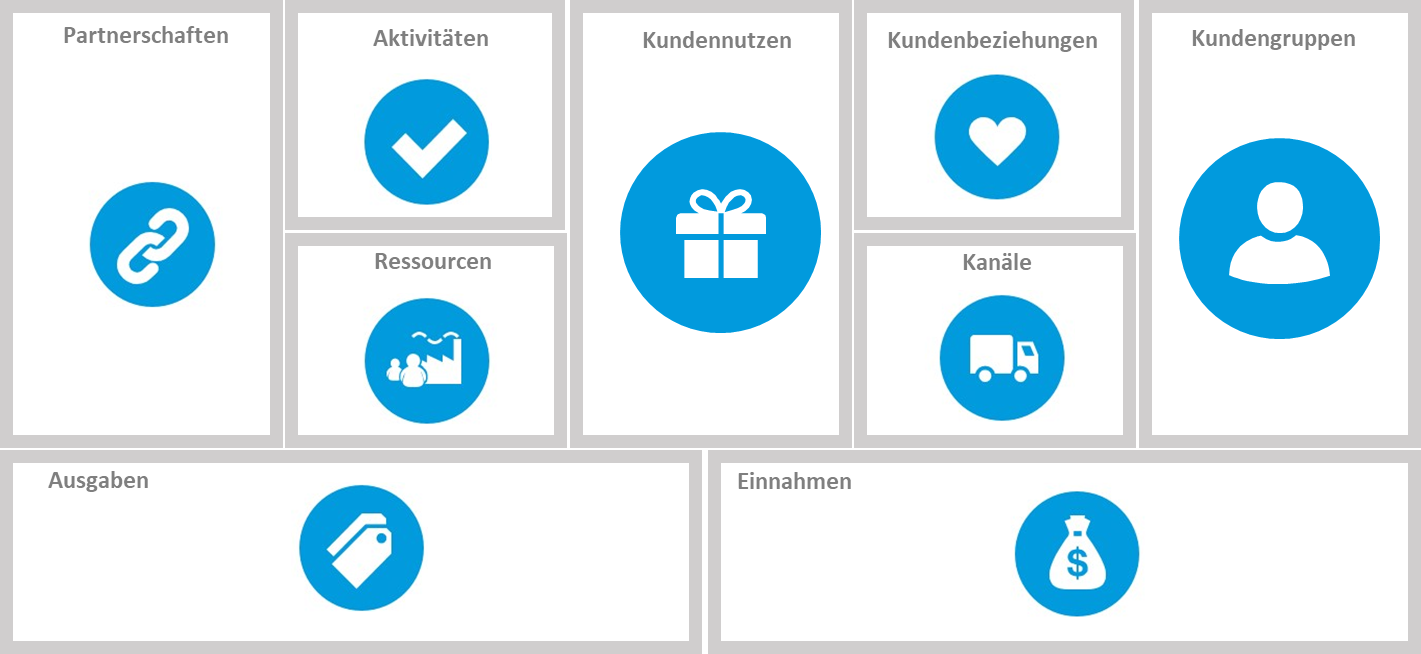 Partnerschaften
Aktivitäten
Ressourcen
Kundennutzen
Kundenbeziehungen
Kanäle
Kundengruppen
Ausgaben
Einnahmen
$